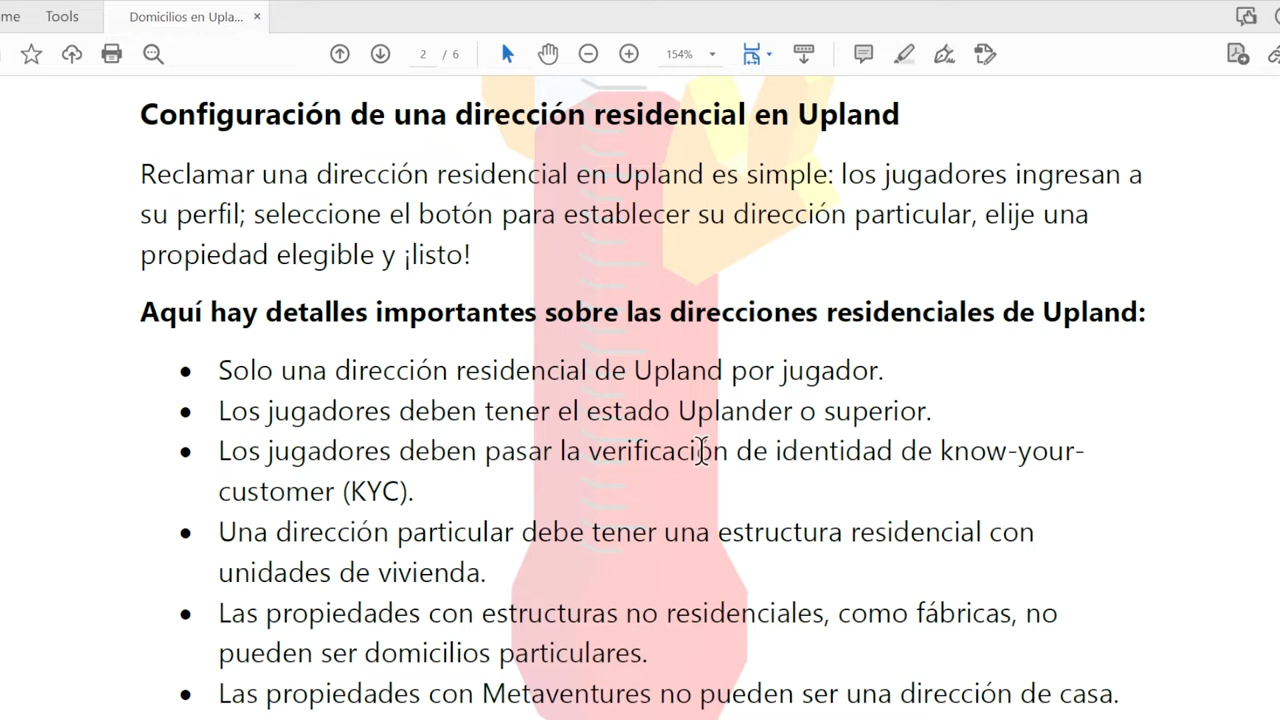 me Tools Domicilios en Upla... ×
2 / 6 154%
Configuración de una dirección residencial en Upland
Reclamar una dirección residencial en Upland es simple: los jugadores ingresan a
su perfil; seleccione el botón para establecer su dirección particular, elije una
propiedad elegible y ¡listo!
Aquí hay detalles importantes sobre las direcciones residenciales de Upland:
• Solo una dirección residencial de Upland por jugador.
• Los jugadores deben tener el estado Uplander o superior.
• Los jugadores deben pasar la verificación de identidad de know-your-
customer (KYC).
• Una dirección particular debe tener una estructura residencial con
unidades de vivienda.
• Las propiedades con estructuras no residenciales, como fábricas, no
pueden ser domicilios particulares.
• Las propiedades con Metaventures no pueden ser una dirección de casa.